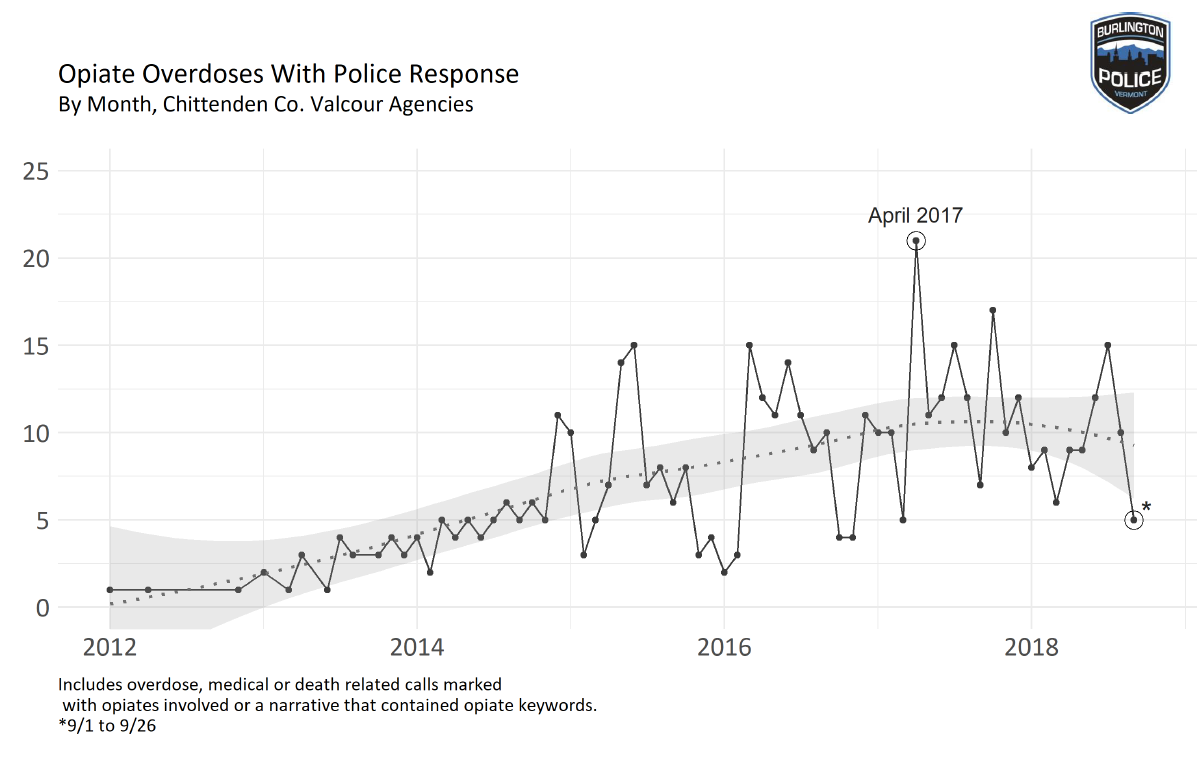 BURLINGTON
POLICE
VERMONT
Opiate Overdoses With Police Response
By Month, Chittenden Co. Valcour Agencies
25
20
15
10
5
0
April 2017
*
2012
2014
2016
2018
Includes overdose, medical or death related calls marked
with opiates involved or a narrative that contained opiate keywords.
*9/1 to 9/26